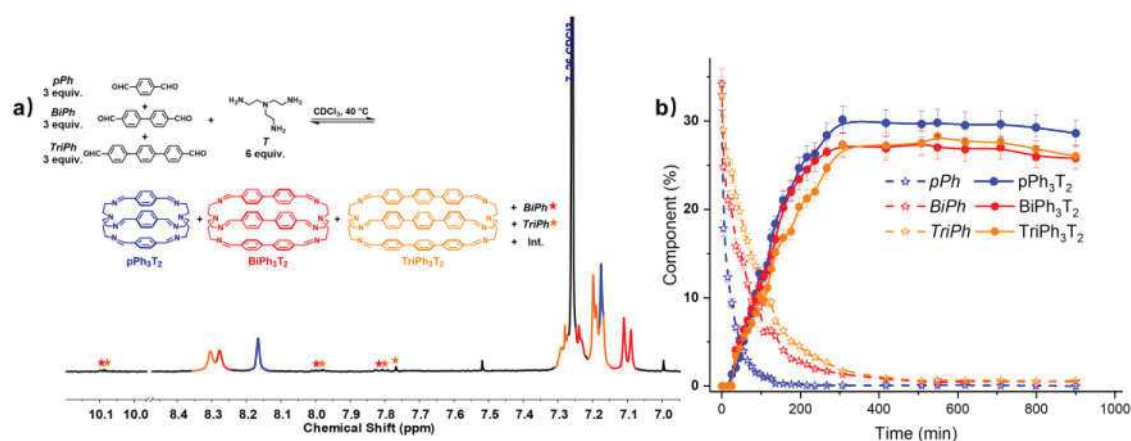 a)
pPh
3 equiv.
OHC
CHO
+
BiPh
3 equiv.
OHC
CHO
+
TriPh
3 equiv.
OHC
CHO
+
H₂N
NH₂
N
NH₂
T
6 equiv.
CDCl₃, 40 °C
pPh₃T₂
+
BiPh₃T₂
+
TriPh₃T₂
+ BiPh★
+ TriPh★
+ Int.
7.26 CDCl3
10.1 10.0 8.4 8.3 8.2 8.1 8.0 7.9 7.8 7.7 7.6 7.5 7.4 7.3 7.2 7.1 7.0
Chemical Shift (ppm)
b)
Component (%)
30
20
10
0
pPh
BiPh
TriPh
pPh₃T₂
BiPh₃T₂
TriPh₃T₂
0 200 400 600 800 1000
Time (min)